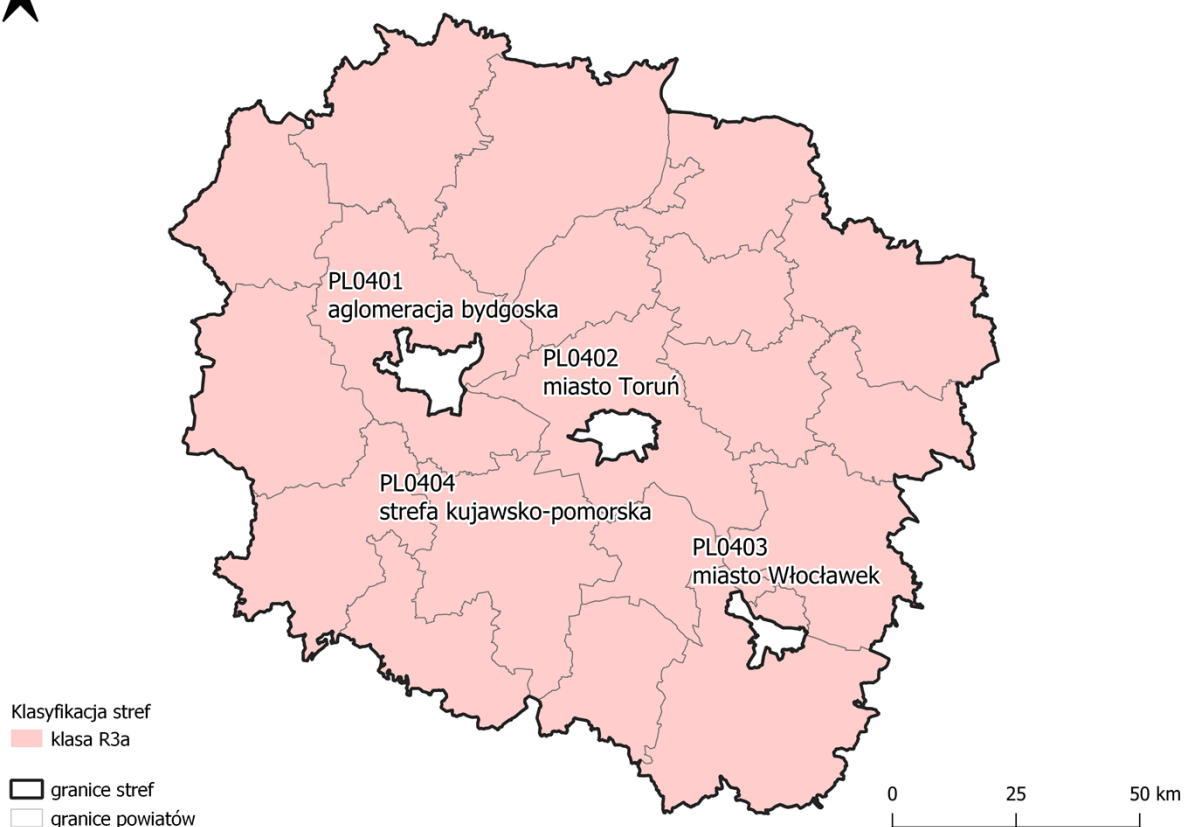 PL0401
aglomeracja bydgoska
PL0402
miasto Toruń
PL0404
strefa kujawsko-pomorska
PL0403
miasto Włocławek
Klasyfikacja stref
klasa R3a
granice stref
granice powiatów
0 25 50 km